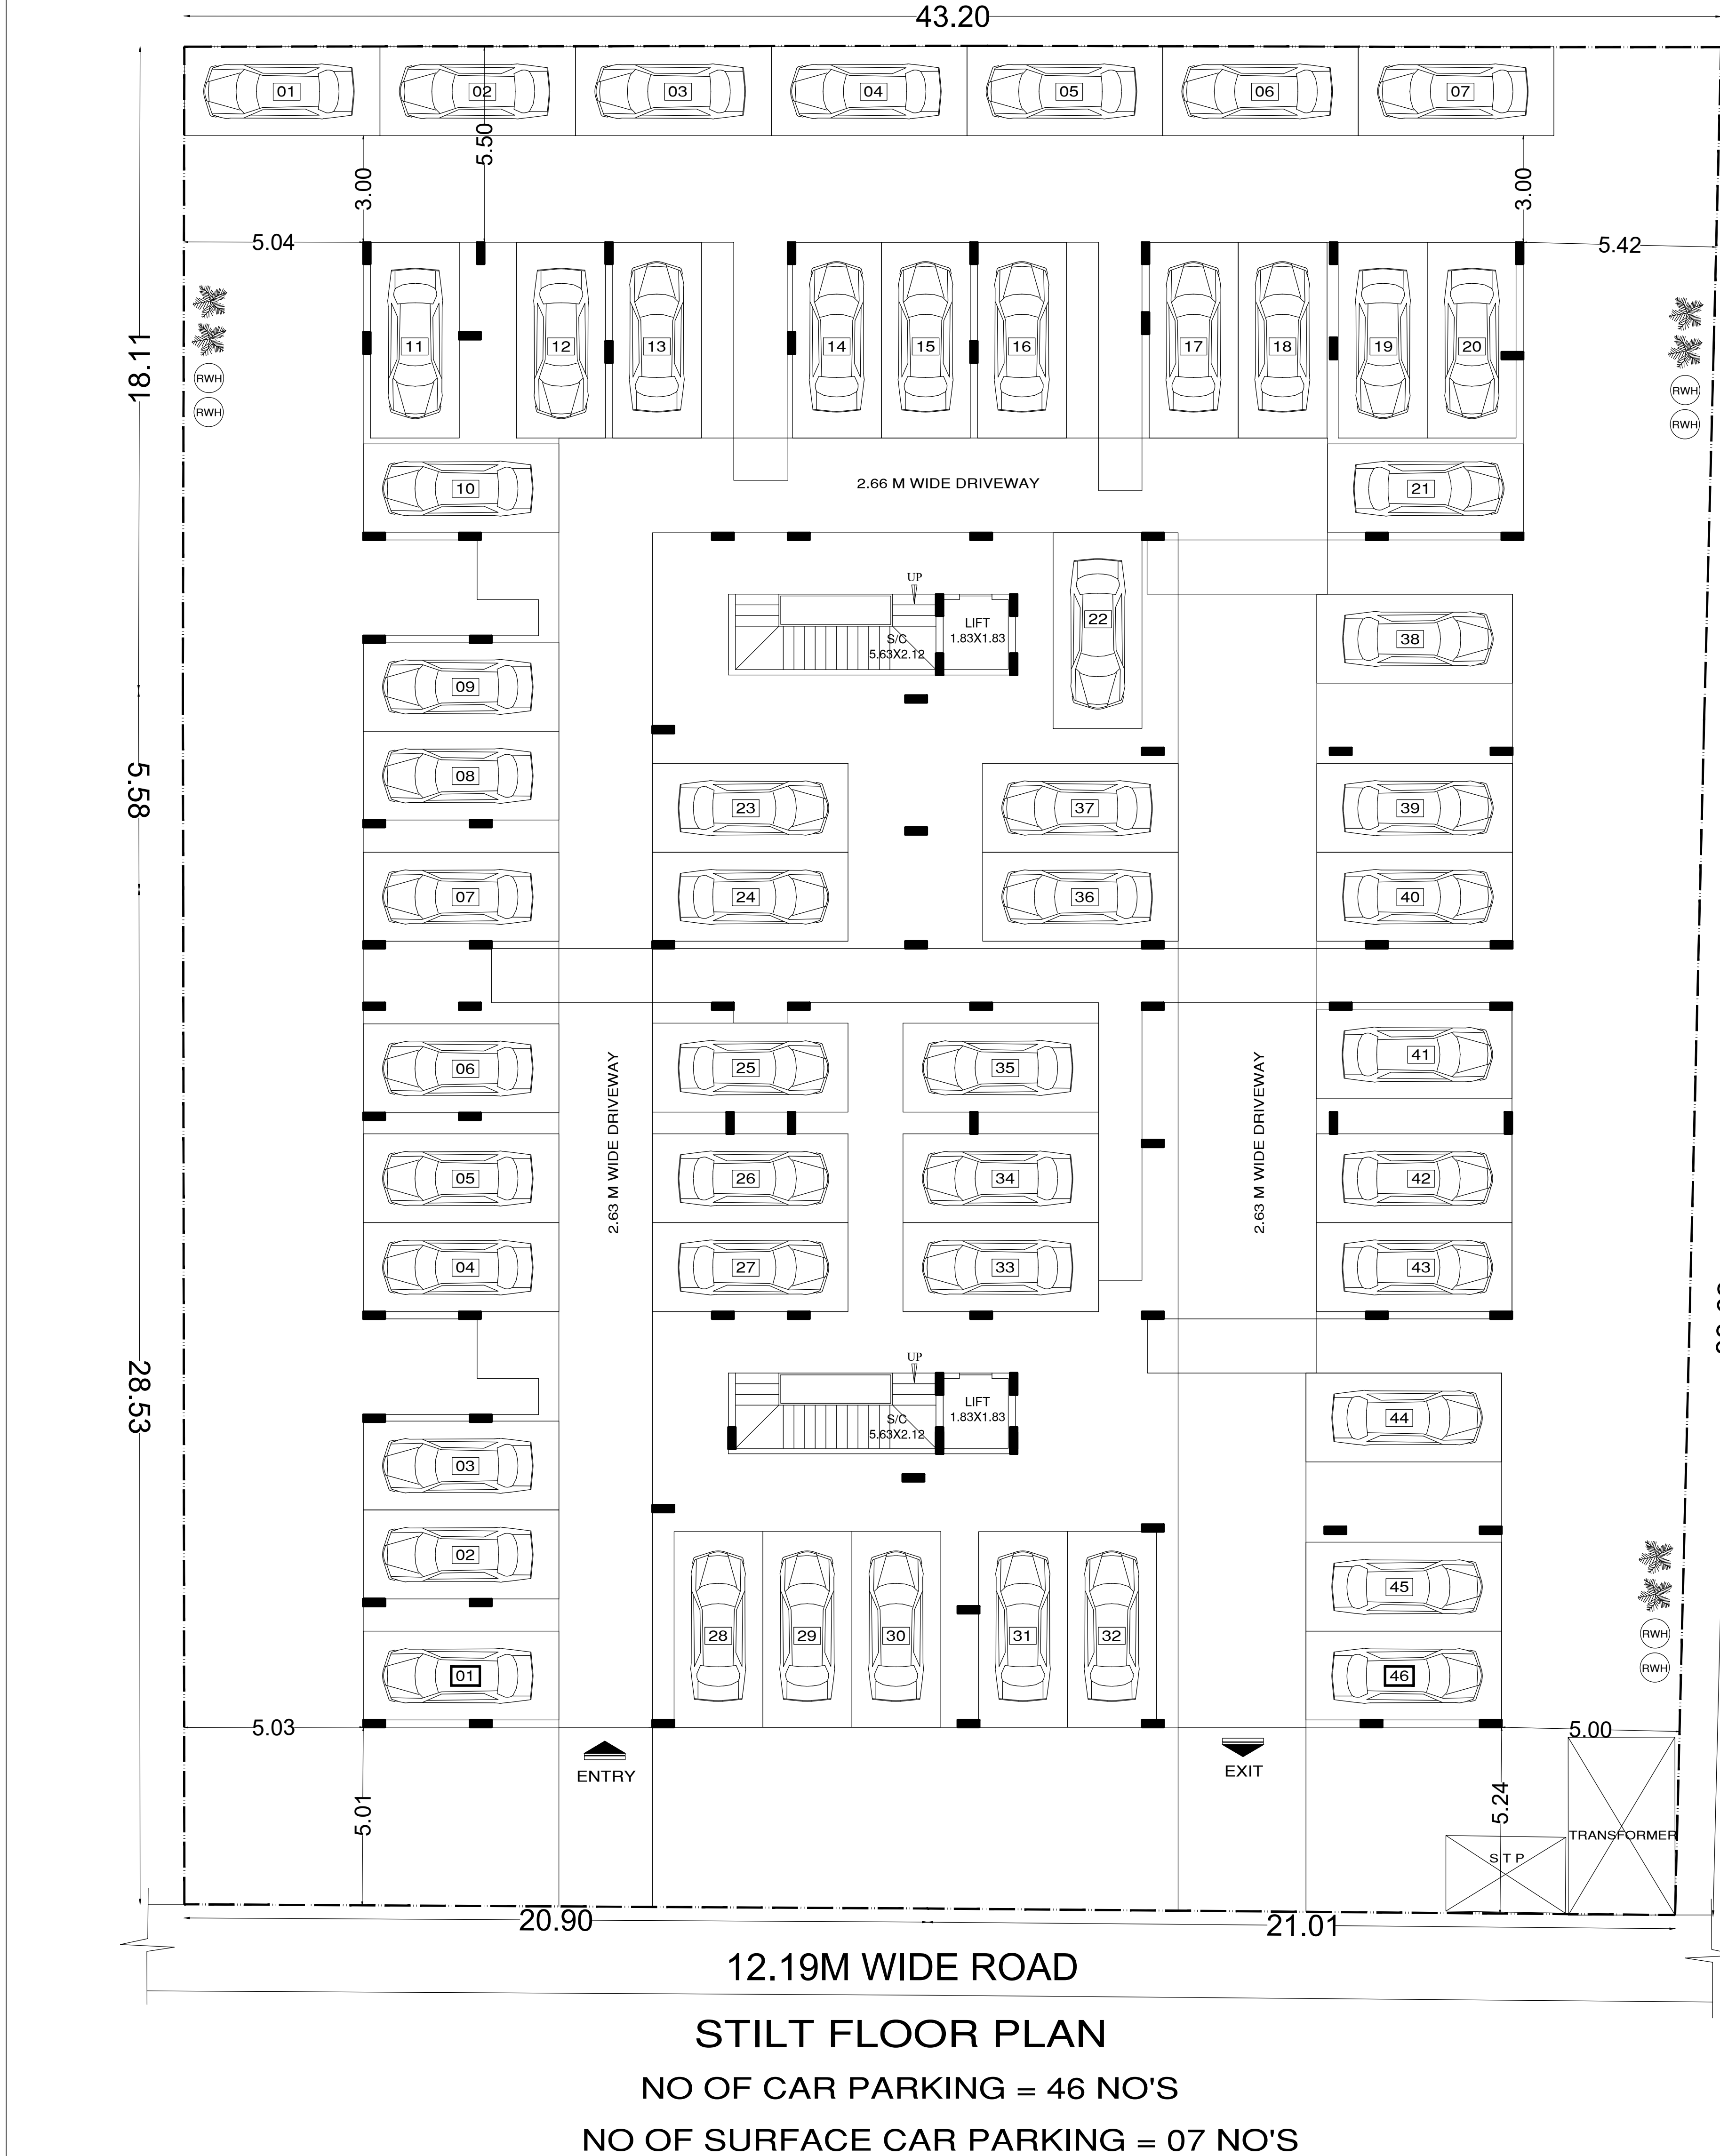 43.20
01 02 03 04 05 06 07
5.50
3.00 3.00
5.04 5.42
18.11
11 12 13 14 15 16 17 18 19 20
RWH RWH
RWH RWH
10 2.66 M WIDE DRIVEWAY 21
UP
LIFT
1.83X1.83
S/C
5.63X2.12
22
38
09
5.58
08 23 37 39
07 24 36 40
06 25 35 41
2.63 M WIDE DRIVEWAY 2.63 M WIDE DRIVEWAY
05 26 34 42
04 27 33 43
28.53
UP
LIFT
1.83X1.83
S/C
5.63X2.12
44
03
02 45
28 29 30 31 32
RWH
RWH
01 46
5.03 5.00
ENTRY EXIT
5.01 5.24
TRANSFORMER
S T P
20.90 21.01
12.19M WIDE ROAD
STILT FLOOR PLAN
NO OF CAR PARKING = 46 NO'S
NO OF SURFACE CAR PARKING = 07 NO'S